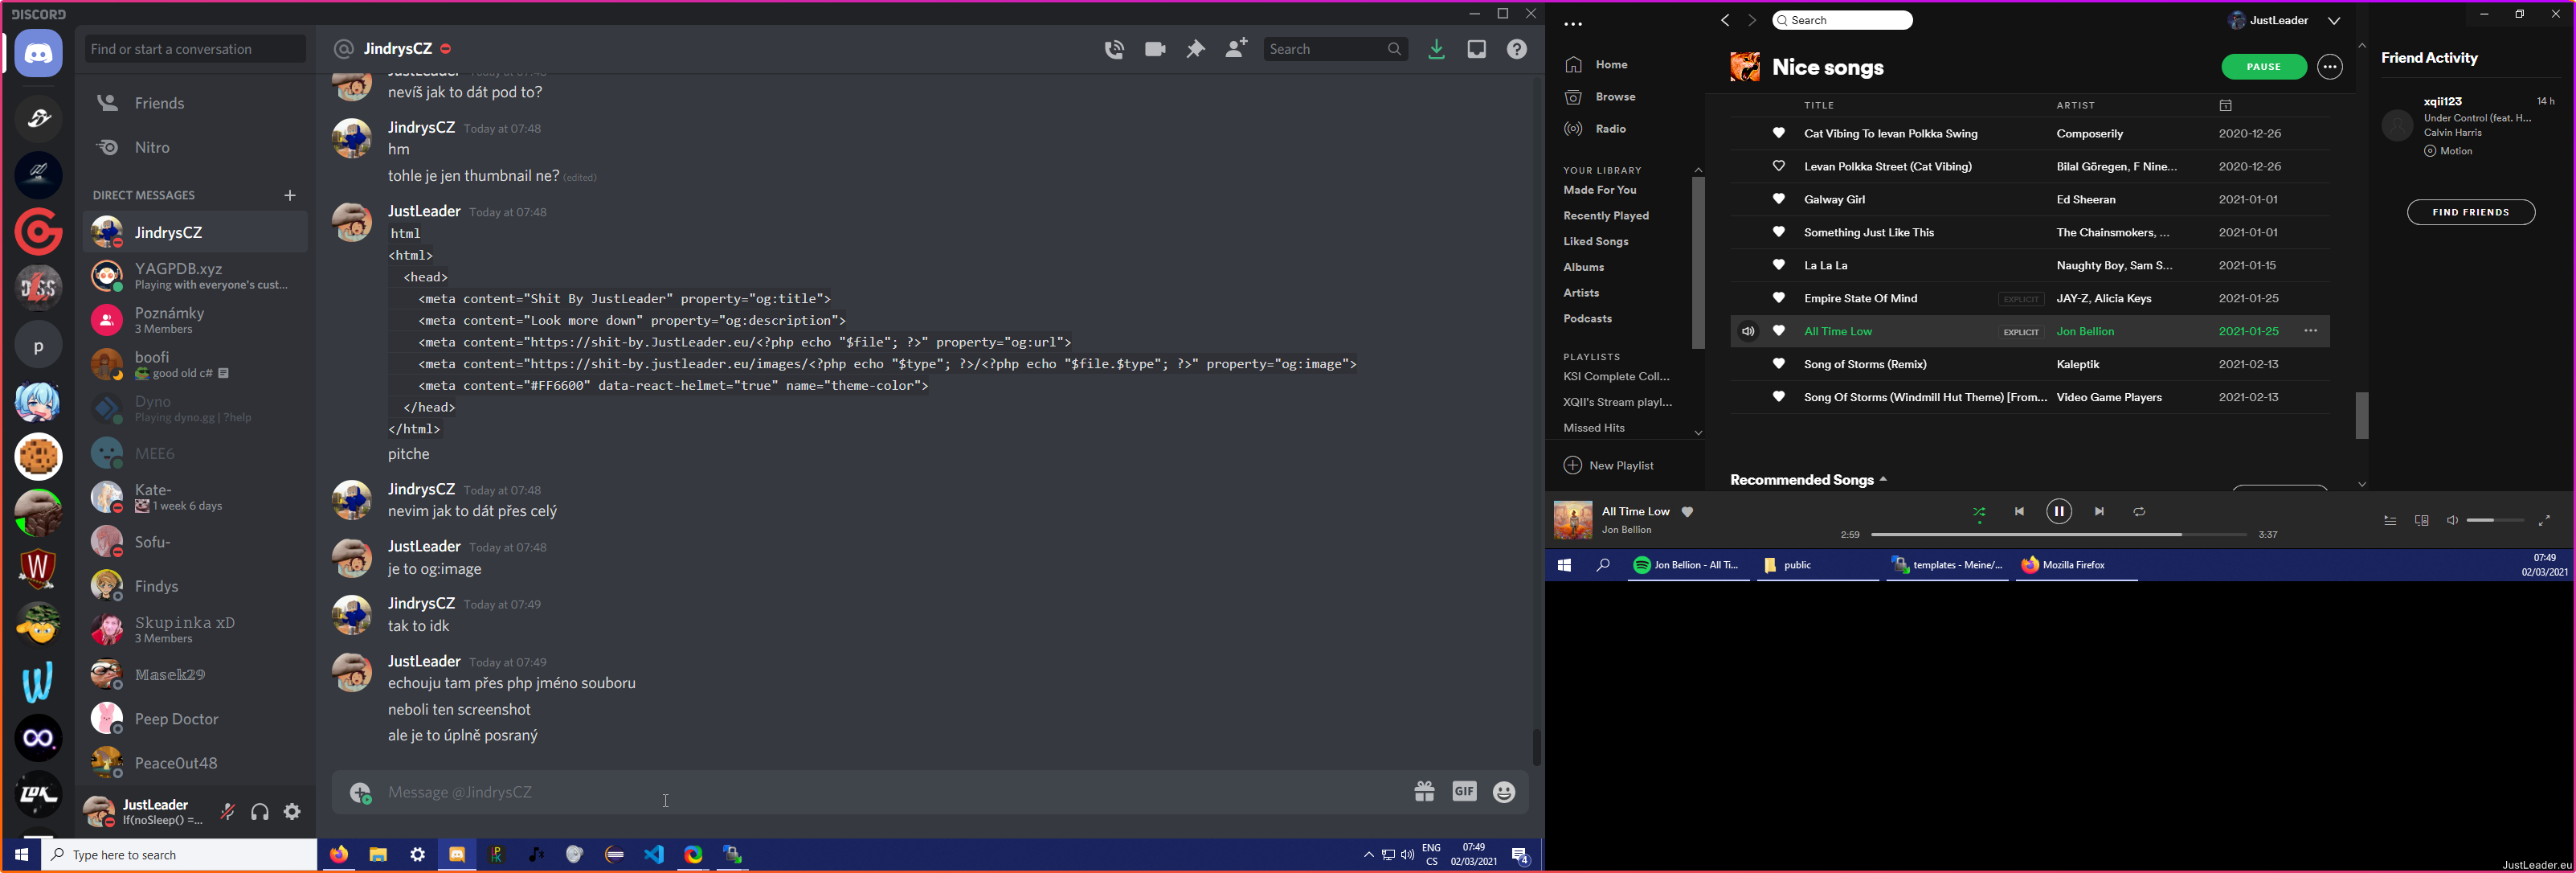 DISCORD
Find or start a conversation
Friends
Nitro
DIRECT MESSAGES
JindrysCZ
YAGPDB.xyz
Playing with everyone's cust...
Poznámky
3 Members
boofi
good old c#
Dyno
Playing dyno.gg | ?help
MEE6
Kate-
1 week 6 days
Sofu-
Findys
Skupinka xD
3 Members
Masek29
Peep Doctor
Peace0ut48
JustLeader
If(noSleep() =...
JindrysCZ
Search
JustLeader Today at 07:48
nevíš jak to dát pod to?
JindrysCZ Today at 07:48
hm
tohle je jen thumbnail ne? (edited)
JustLeader Today at 07:48
html
<html>
<head>
<meta content="Shit By JustLeader" property="og:title">
<meta content="Look more down" property="og:description">
<meta content="https://shit-by.JustLeader.eu/<?php echo "$file"; ?>" property="og:url">
<meta content="https://shit-by.justleader.eu/images/<?php echo "$type"; ?>/<?php echo "$file.$type"; ?>" property="og:image">
<meta content="#FF6600" data-react-helmet="true" name="theme-color">
</head>
</html>
pitche
JindrysCZ Today at 07:48
nevim jak to dát přes celý
JustLeader Today at 07:48
je to og:image
JindrysCZ Today at 07:49
tak to idk
JustLeader Today at 07:49
echouju tam přes php jméno souboru
neboli ten screenshot
ale je to úplně posraný
Message @JindrysCZ
GIF
Type here to search
ENG
CS
07:49
02/03/2021
4
Search
JustLeader
Home
Browse
Radio
YOUR LIBRARY
Made For You
Recently Played
Liked Songs
Albums
Artists
Podcasts
PLAYLISTS
KSI Complete Coll...
XQII's Stream playl...
Missed Hits
New Playlist
Nice songs
PAUSE
TITLE ARTIST
Cat Vibing To Ievan Polkka Swing Composerily 2020-12-26
Levan Polkka Street (Cat Vibing) Bilal Göregen, F Nine... 2020-12-26
Galway Girl Ed Sheeran 2021-01-01
Something Just Like This The Chainsmokers, ... 2021-01-01
La La La Naughty Boy, Sam S... 2021-01-15
Empire State Of Mind EXPLICIT JAY-Z, Alicia Keys 2021-01-25
All Time Low EXPLICIT Jon Bellion 2021-01-25
Song of Storms (Remix) Kaleptik 2021-02-13
Song Of Storms (Windmill Hut Theme) [From... Video Game Players 2021-02-13
Recommended Songs
Friend Activity
xqii123 14 h
Under Control (feat. H...
Calvin Harris
Motion
FIND FRIENDS
All Time Low
Jon Bellion
2:59
3:37
Jon Bellion - All Ti...
public
templates - Meine/...
Mozilla Firefox
07:49
02/03/2021
JustLeader.eu